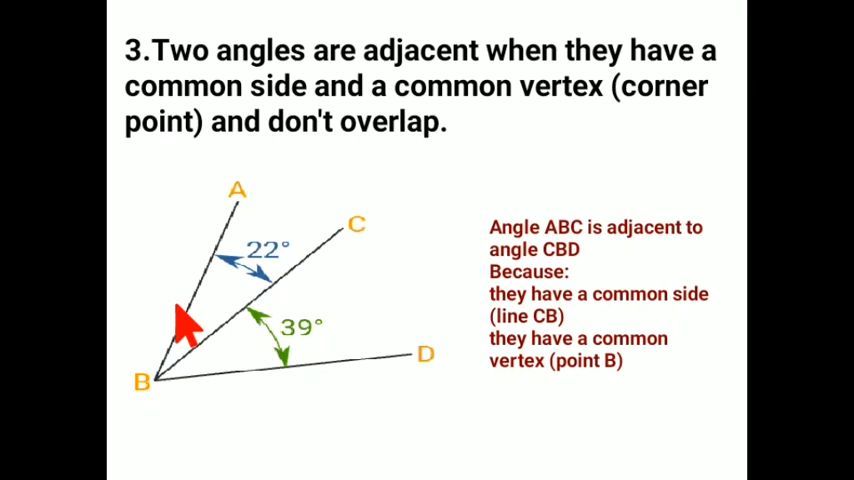 3.Two angles are adjacent when they have a
common side and a common vertex (corner
point) and don't overlap.
A
C
22°
39°
D
B
Angle ABC is adjacent to
angle CBD
Because:
they have a common side
(line CB)
they have a common
vertex (point B)